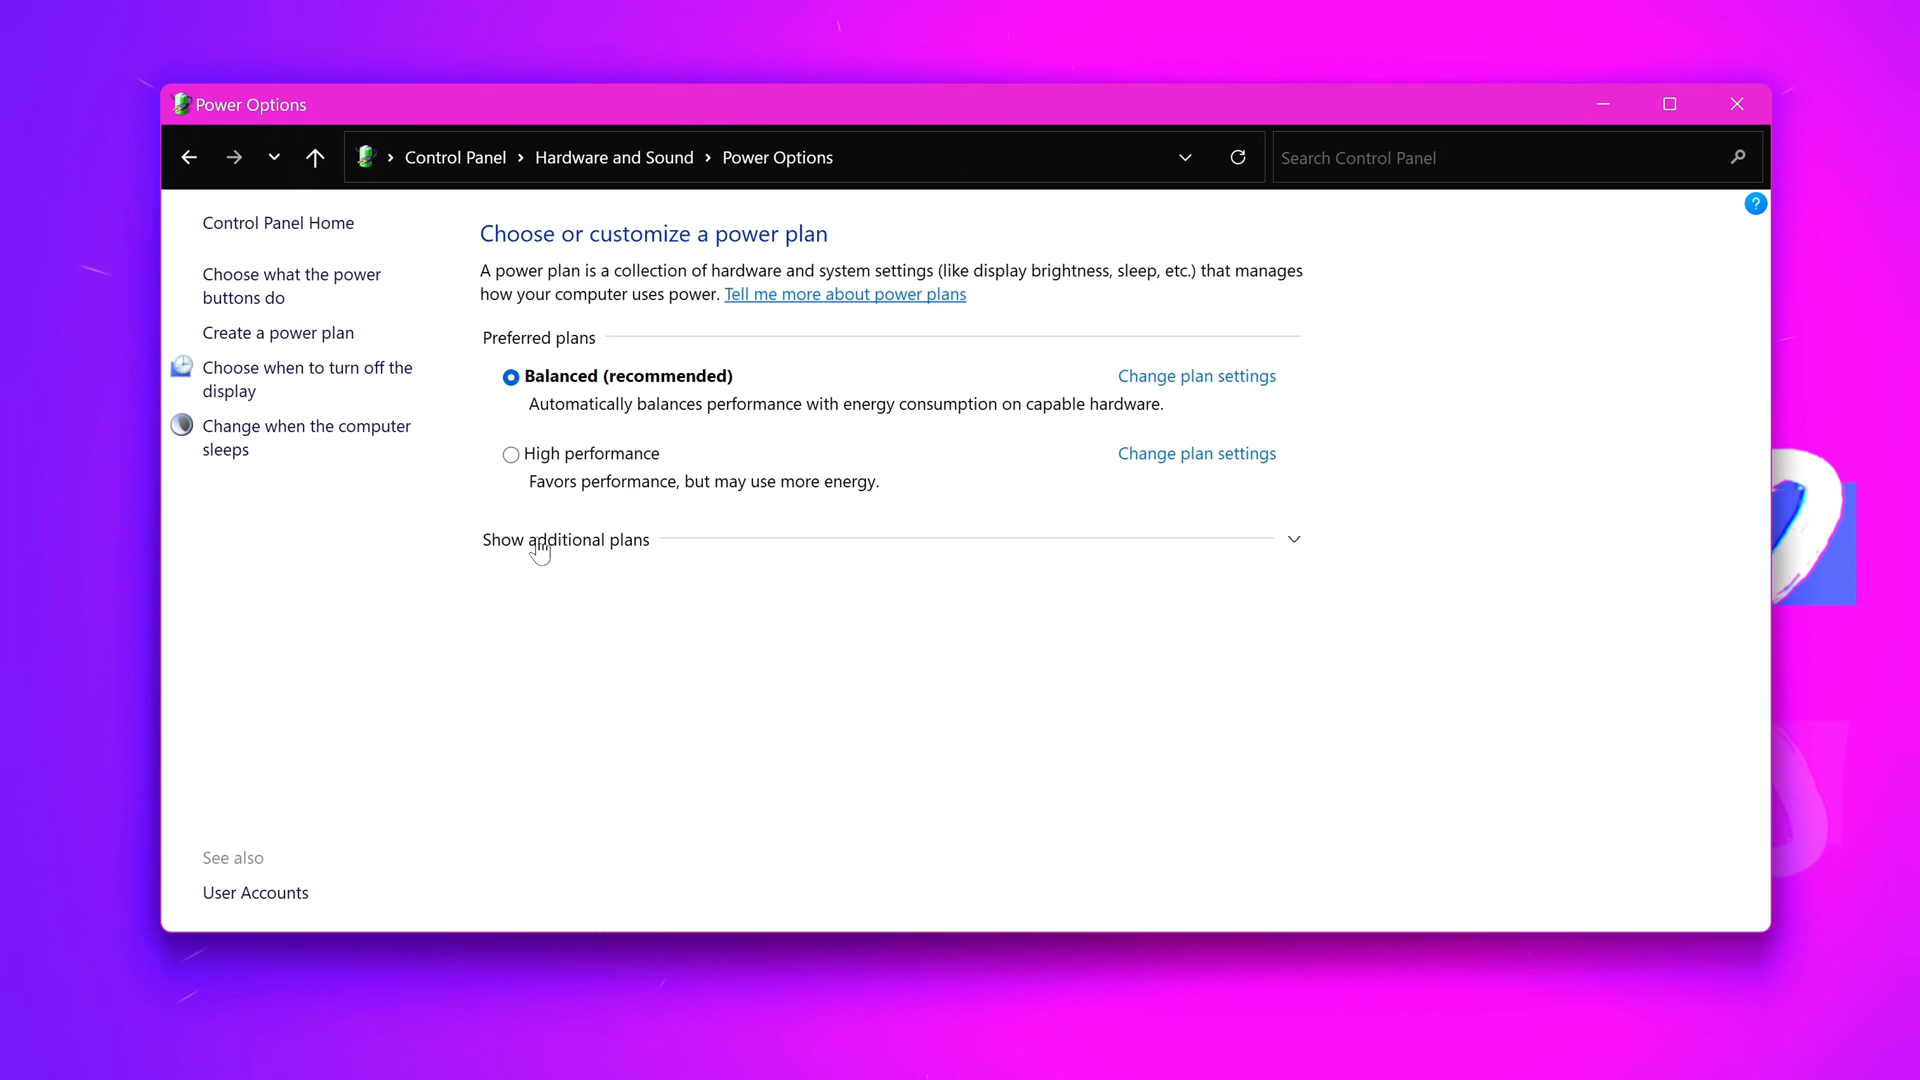 Power Options
Control Panel › Hardware and Sound › Power Options
Search Control Panel
?
Control Panel Home
Choose what the power
buttons do
Create a power plan
Choose when to turn off the
display
Change when the computer
sleeps
See also
User Accounts
Choose or customize a power plan
A power plan is a collection of hardware and system settings (like display brightness, sleep, etc.) that manages
how your computer uses power. Tell me more about power plans
Preferred plans
Balanced (recommended) Change plan settings
Automatically balances performance with energy consumption on capable hardware.
High performance Change plan settings
Favors performance, but may use more energy.
Show additional plans